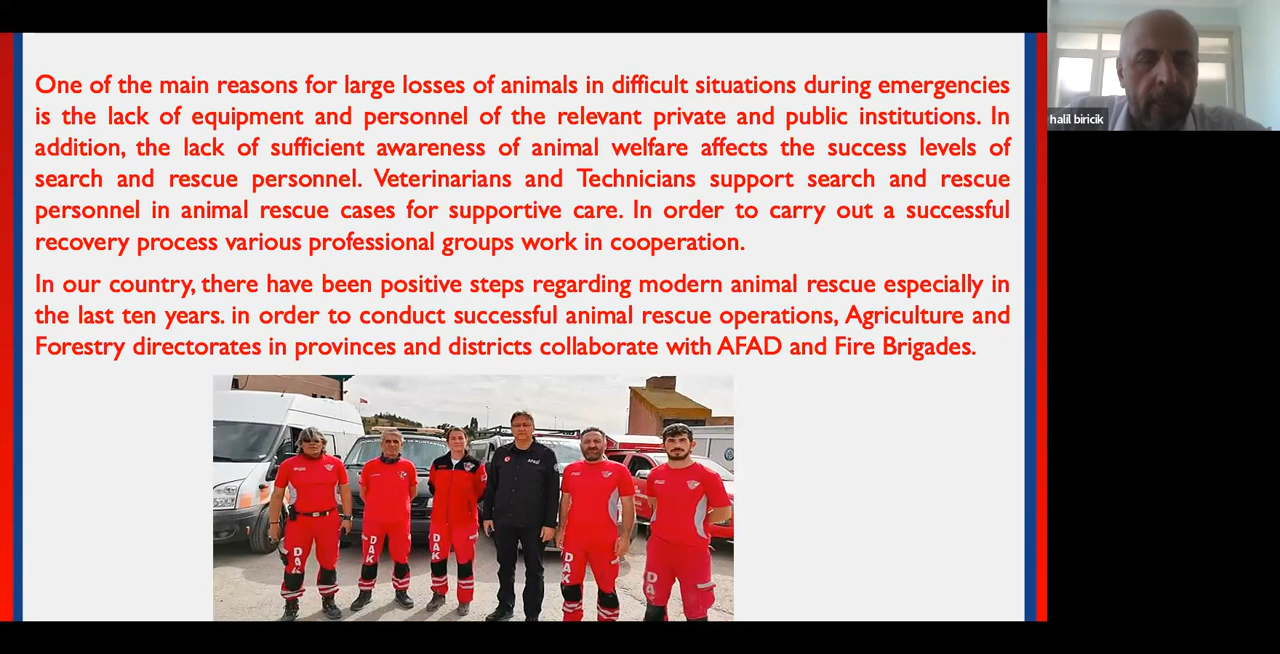 One of the main reasons for large losses of animals in difficult situations during emergencies
is the lack of equipment and personnel of the relevant private and public institutions. In
addition, the lack of sufficient awareness of animal welfare affects the success levels of
search and rescue personnel. Veterinarians and Technicians support search and rescue
personnel in animal rescue cases for supportive care. In order to carry out a successful
recovery process various professional groups work in cooperation.
In our country, there have been positive steps regarding modern animal rescue especially in
the last ten years. in order to conduct successful animal rescue operations, Agriculture and
Forestry directorates in provinces and districts collaborate with AFAD and Fire Brigades.
halil biricik
AFAD
DAK
DAK
DAK
DAK
DAK